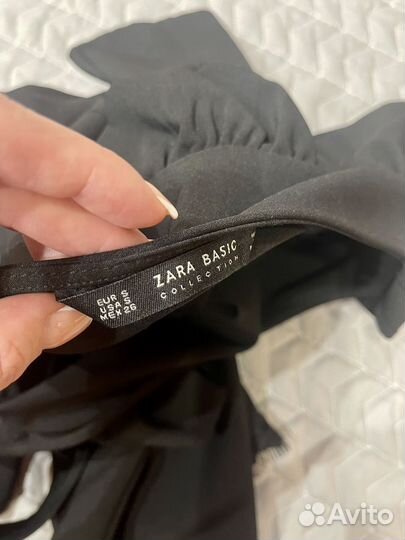 ZARA BASIC
COLLECTION
EUR S
USA S
MEX 26
Avito